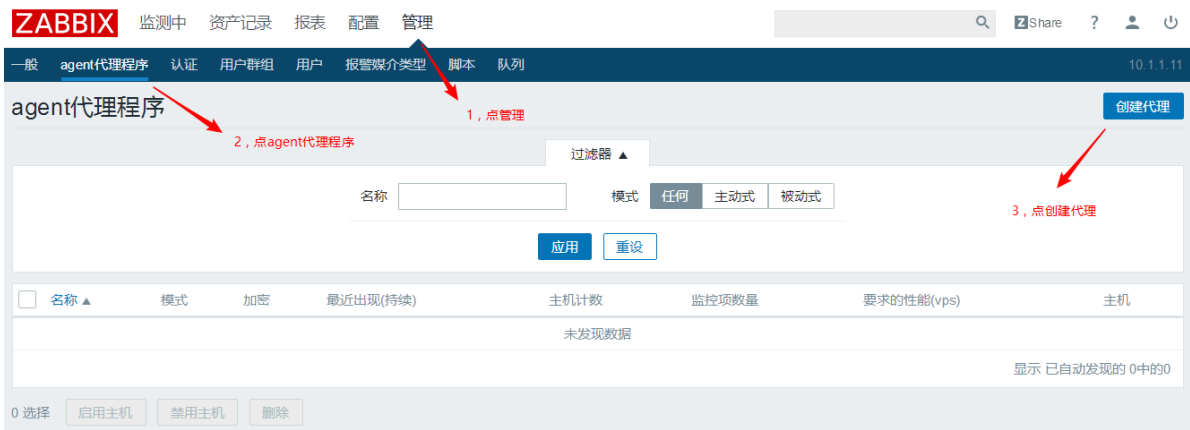 ZABBIX 监测中 资产记录 报表 配置 管理 Share ?
一般 agent代理程序 认证 用户群组 用户 报警媒介类型 脚本 队列 10.1.1.11
agent代理程序 创建代理
1，点管理
2，点agent代理程序
过滤器 ▲
名称 模式 任何 主动式 被动式
3，点创建代理
应用 重设
名称 ▲ 模式 加密 最近出现(持续) 主机计数 监控项数量 要求的性能(vps) 主机
未发现数据
显示 已自动发现的 0中的0
0 选择 启用主机 禁用主机 删除